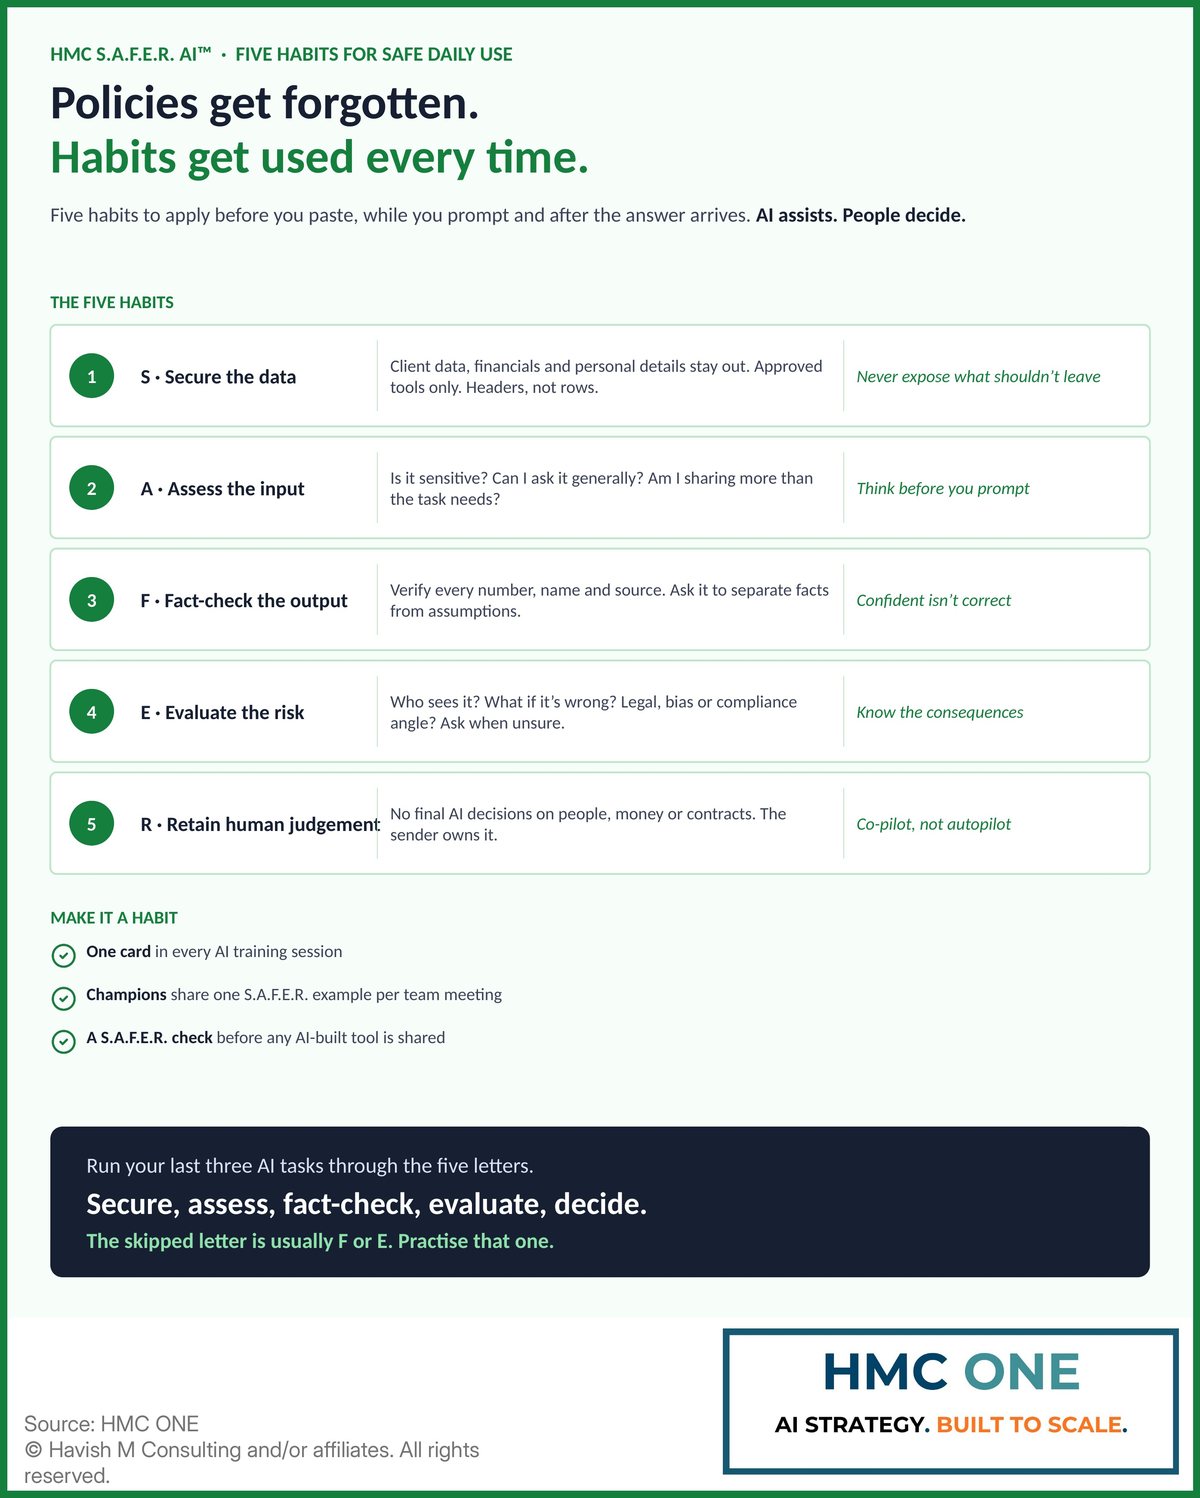 HMC S.A.F.E.R. AI™ · FIVE HABITS FOR SAFE DAILY USE
Policies get forgotten.
Habits get used every time.
Five habits to apply before you paste, while you prompt and after the answer arrives. AI assists. People decide.
THE FIVE HABITS
1
S · Secure the data
Client data, financials and personal details stay out. Approved
tools only. Headers, not rows.
Never expose what shouldn’t leave
2
A · Assess the input
Is it sensitive? Can I ask it generally? Am I sharing more than
the task needs?
Think before you prompt
3
F · Fact-check the output
Verify every number, name and source. Ask it to separate facts
from assumptions.
Confident isn’t correct
4
E · Evaluate the risk
Who sees it? What if it’s wrong? Legal, bias or compliance
angle? Ask when unsure.
Know the consequences
5
R · Retain human judgement
No final AI decisions on people, money or contracts. The
sender owns it.
Co-pilot, not autopilot
MAKE IT A HABIT
One card in every AI training session
Champions share one S.A.F.E.R. example per team meeting
A S.A.F.E.R. check before any AI-built tool is shared
Run your last three AI tasks through the five letters.
Secure, assess, fact-check, evaluate, decide.
The skipped letter is usually F or E. Practise that one.
HMC ONE
AI STRATEGY. BUILT TO SCALE.
Source: HMC ONE
© Havish M Consulting and/or affiliates. All rights
reserved.